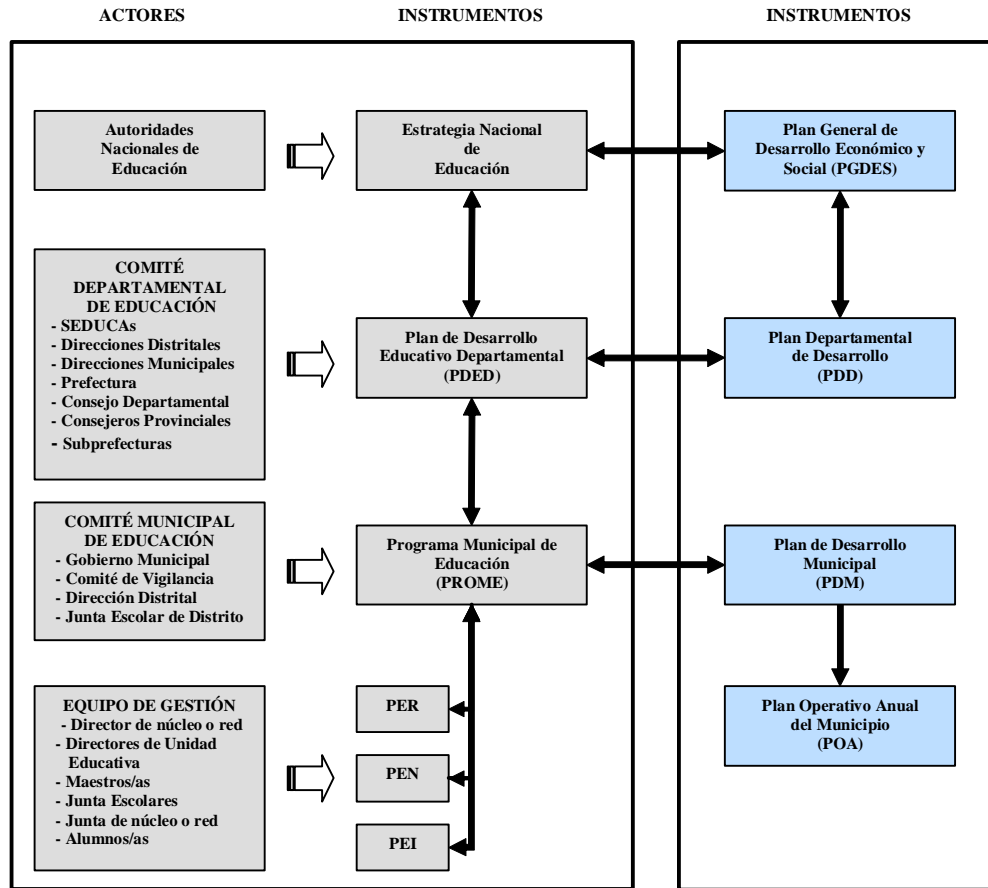 ACTORES
INSTRUMENTOS
INSTRUMENTOS
Autoridades
Nacionales de
Educación
Estrategia Nacional
de
Educación
Plan General de
Desarrollo Económico y
Social (PGDES)
COMITÉ
DEPARTAMENTAL
DE EDUCACIÓN
- SEDUCAs
- Direcciones Distritales
- Direcciones Municipales
- Prefectura
- Consejo Departamental
- Consejeros Provinciales
- Subprefecturas
Plan de Desarrollo
Educativo Departamental
(PDED)
Plan Departamental
de Desarrollo
(PDD)
COMITÉ MUNICIPAL
DE EDUCACIÓN
- Gobierno Municipal
- Comité de Vigilancia
- Dirección Distrital
- Junta Escolar de Distrito
Programa Municipal de
Educación
(PROME)
Plan de Desarrollo
Municipal
(PDM)
EQUIPO DE GESTIÓN
- Director de núcleo o red
- Directores de Unidad
Educativa
- Maestros/as
- Junta Escolares
- Junta de núcleo o red
- Alumnos/as
PER
PEN
PEI
Plan Operativo Anual
del Municipio
(POA)